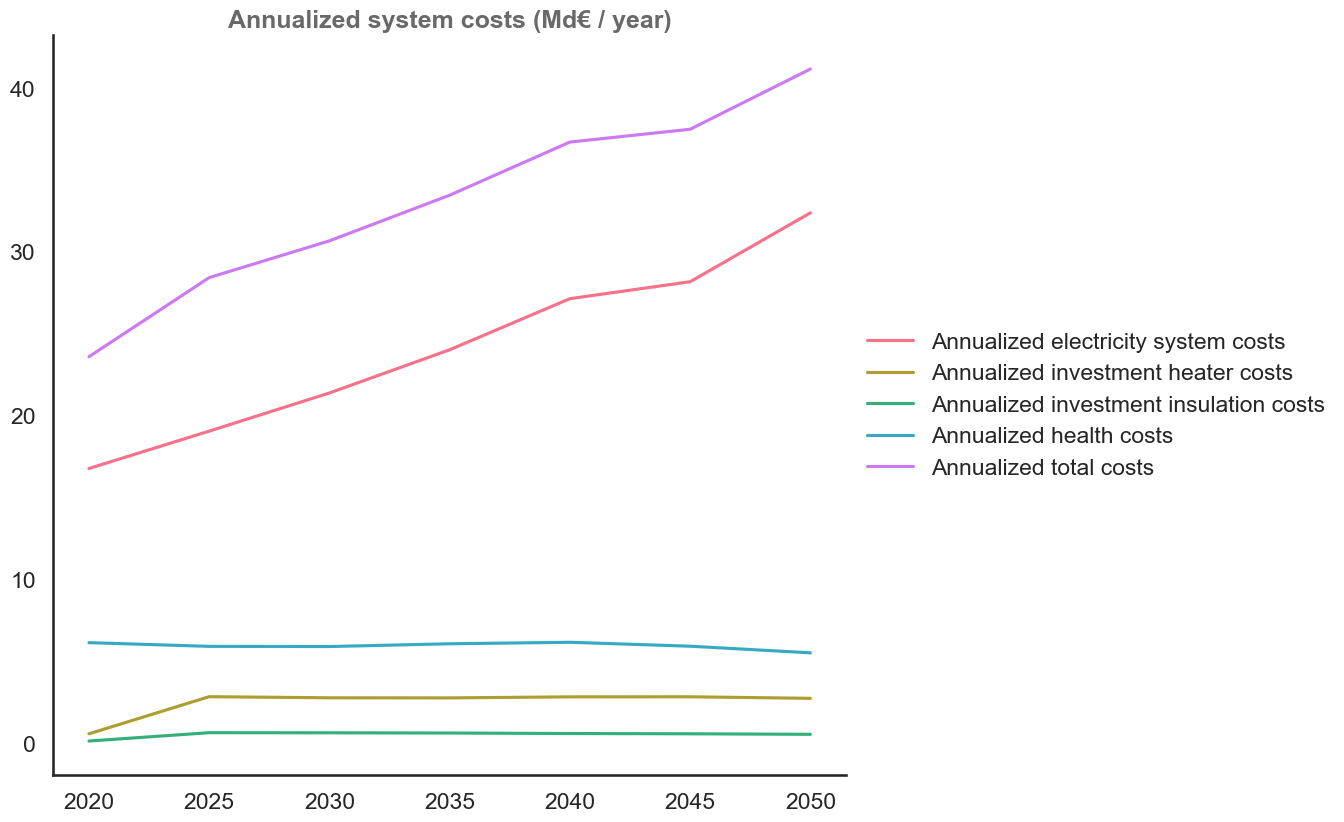 Annualized system costs (Md€ / year)
40
30
20
10
0
2020 2025 2030 2035 2040 2045 2050
Annualized electricity system costs
Annualized investment heater costs
Annualized investment insulation costs
Annualized health costs
Annualized total costs